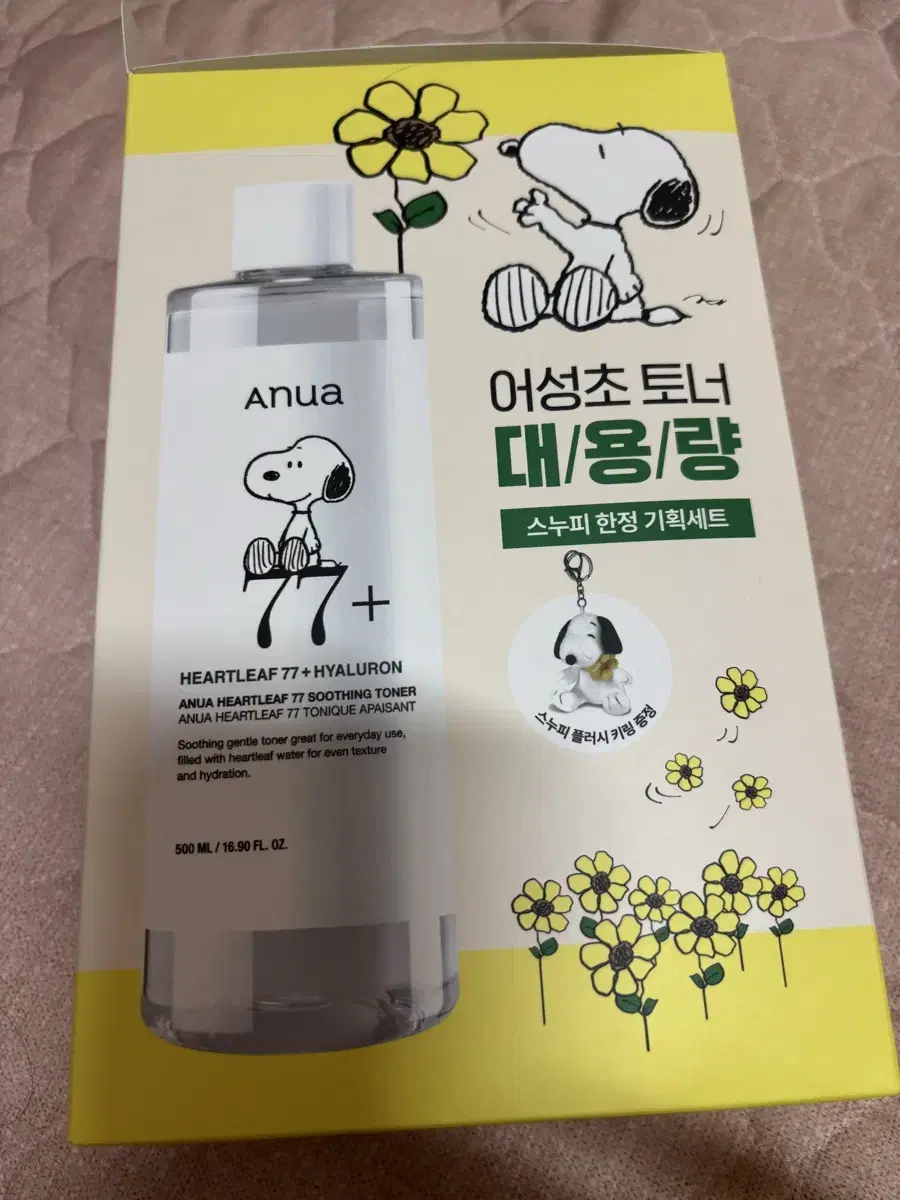 Anua
77+
HEARTLEAF 77 + HYALURON
ANUA HEARTLEAF 77 SOOTHING TONER
ANUA HEARTLEAF 77 TONIQUE APAISANT
Soothing gentle toner great for everyday use,
filled with heartleaf water for even texture
and hydration.
500 ML / 16.90 FL. OZ.
어성초 토너
대/용/량
스누피 한정 기획세트
스누피 플러시 키링 증정